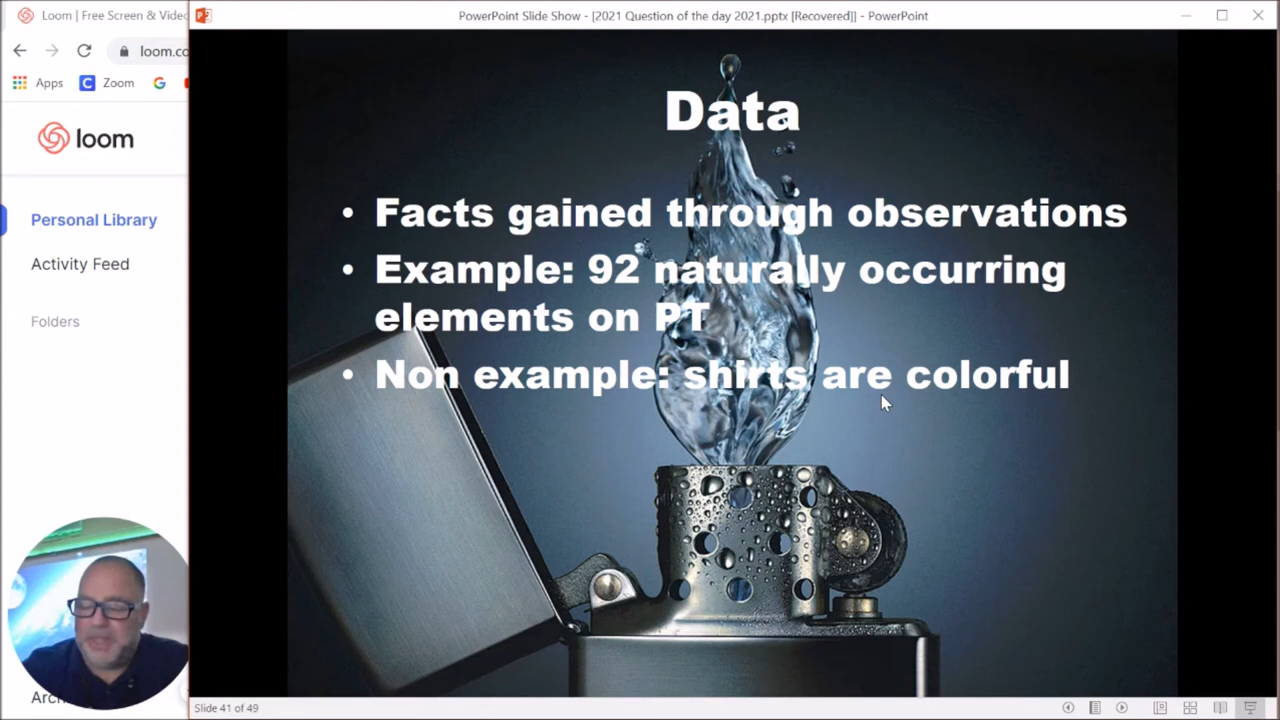 Loom | Free Screen & Vide
PowerPoint Slide Show - [2021 Question of the day 2021.pptx [Recovered]] - PowerPoint
loom.co
Apps
Zoom
loom
Personal Library
Activity Feed
Folders
Data
• Facts gained through observations
• Example: 92 naturally occurring
elements on PT
• Non example: shirts are colorful
Arc
Slide 41 of 49